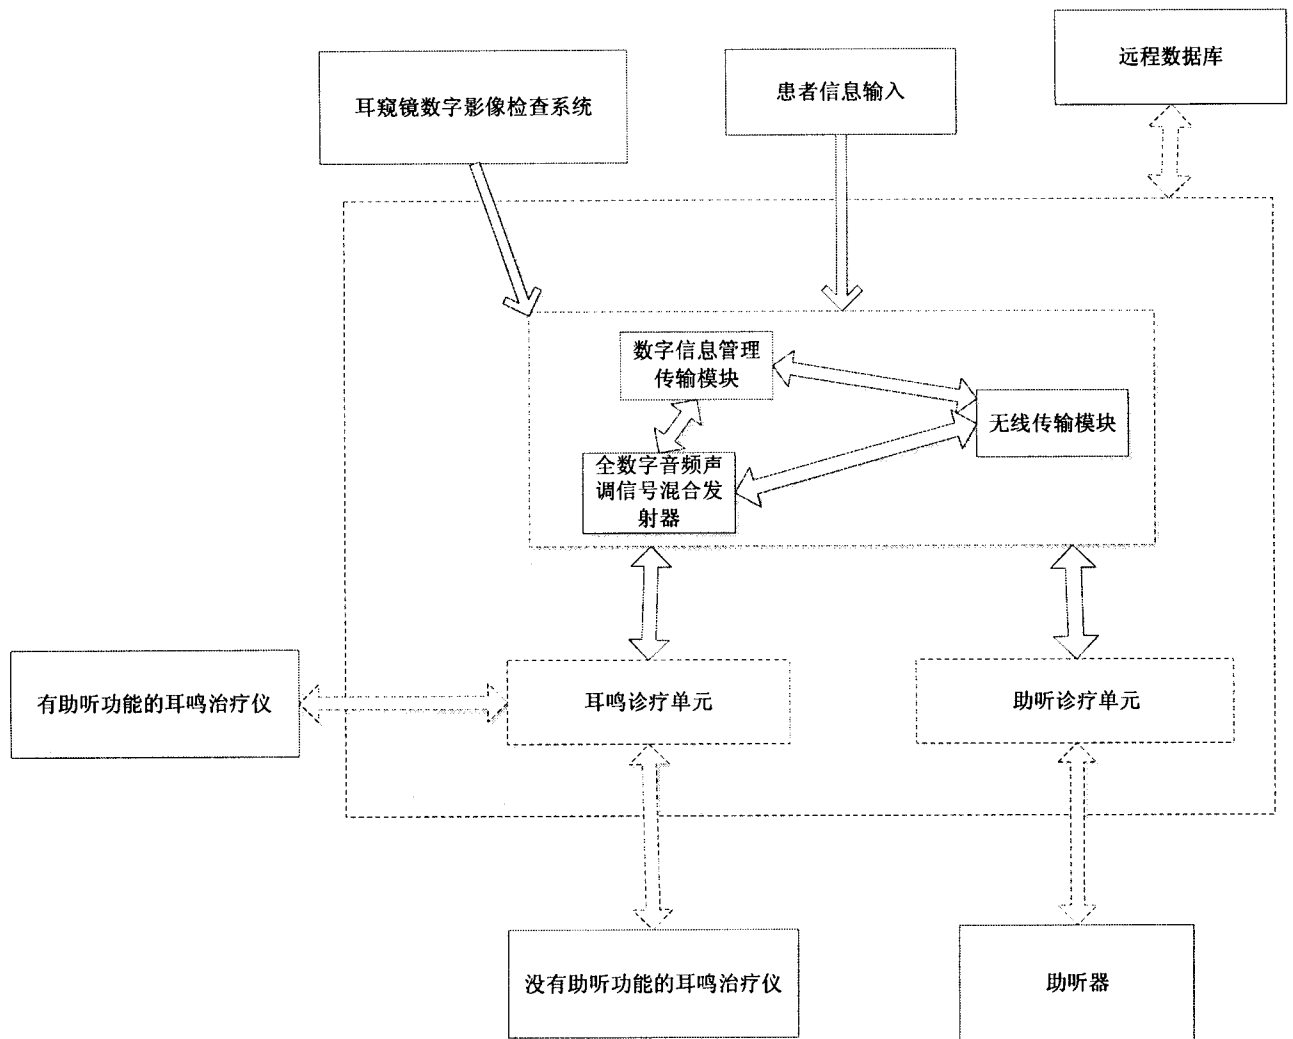 远程数据库
耳窥镜数字影像检查系统
患者信息输入
数字信息管理
传输模块
无线传输模块
全数字音频声
调信号混合发
射器
有助听功能的耳鸣治疗仪
耳鸣诊疗单元
助听诊疗单元
没有助听功能的耳鸣治疗仪
助听器